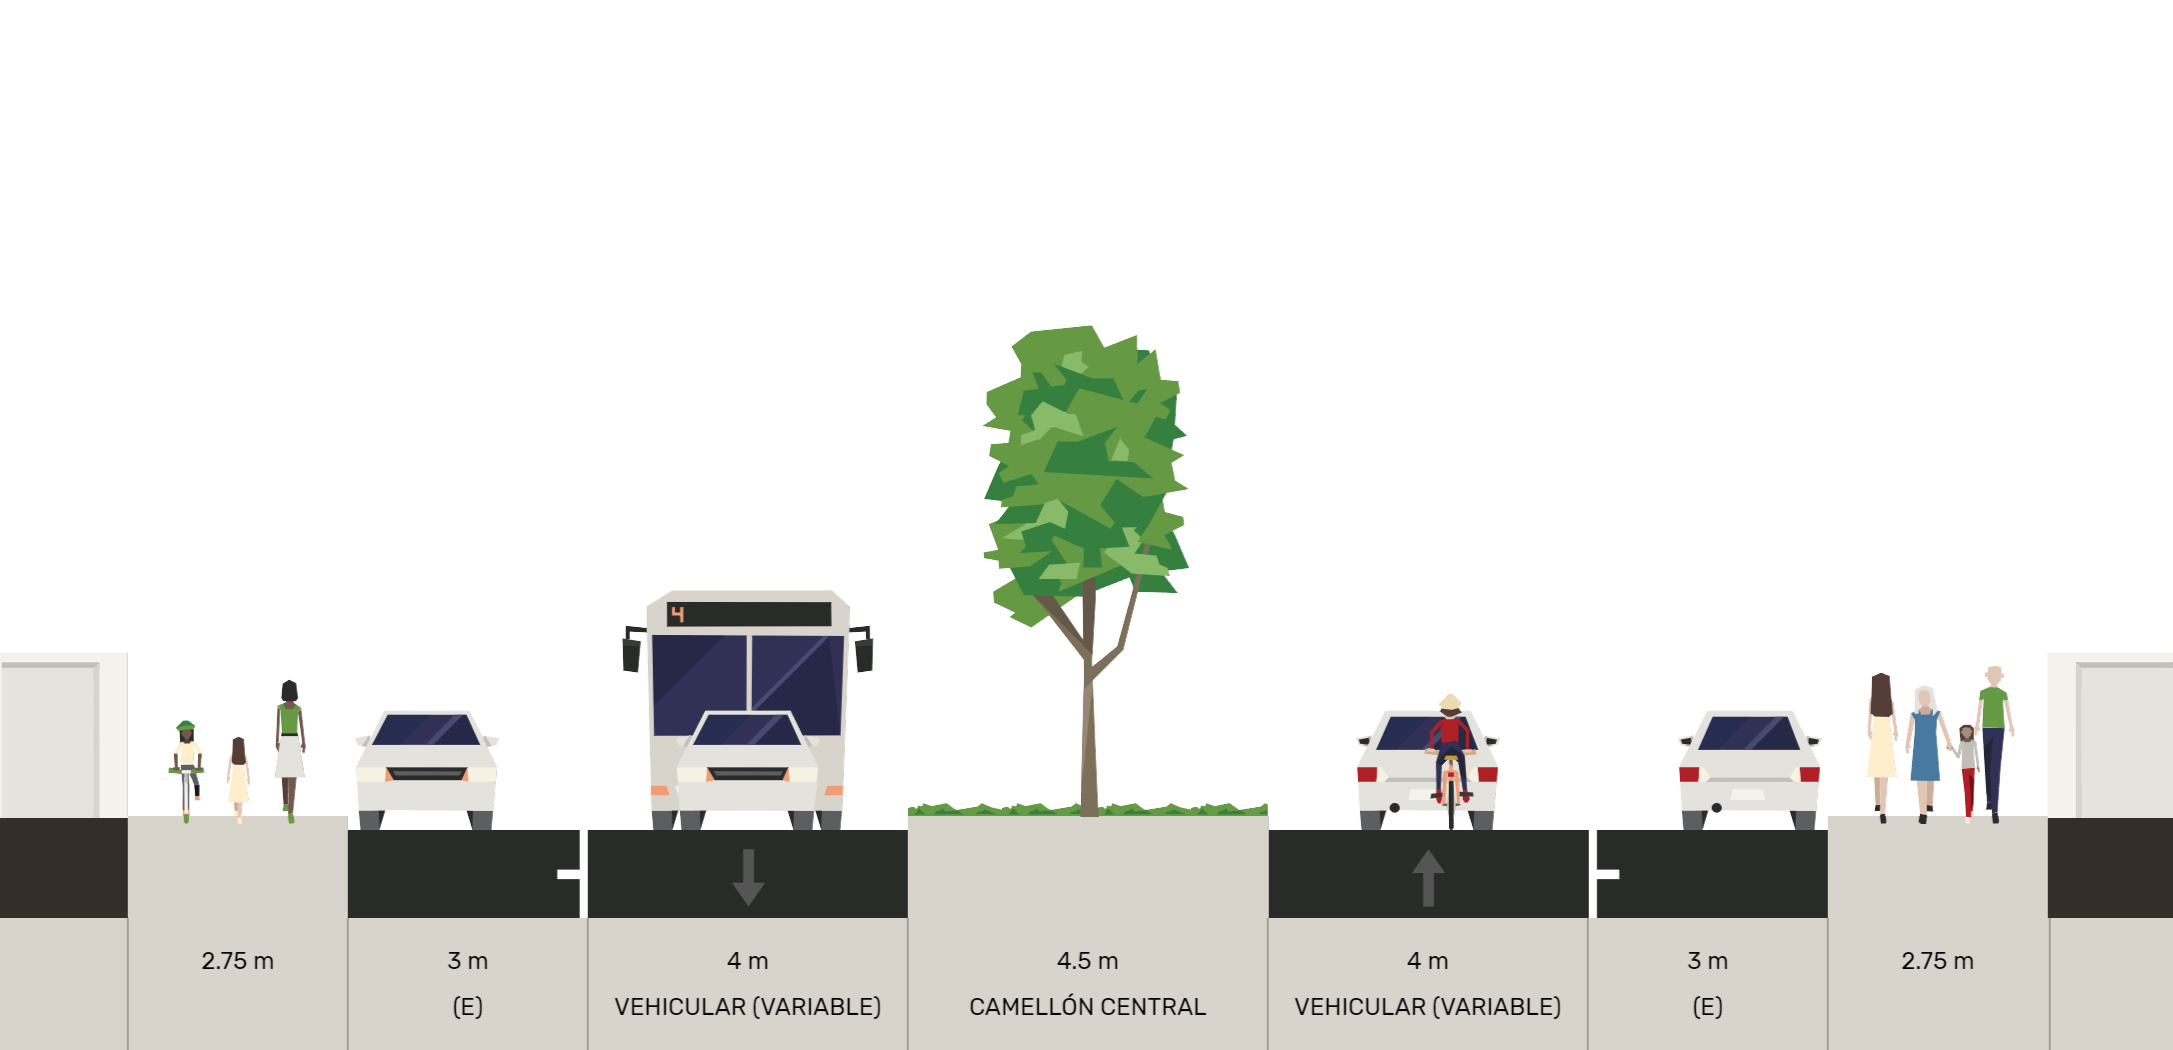 4
2.75 m
3 m
(E)
4 m
VEHICULAR (VARIABLE)
4.5 m
CAMELLÓN CENTRAL
4 m
VEHICULAR (VARIABLE)
3 m
(E)
2.75 m